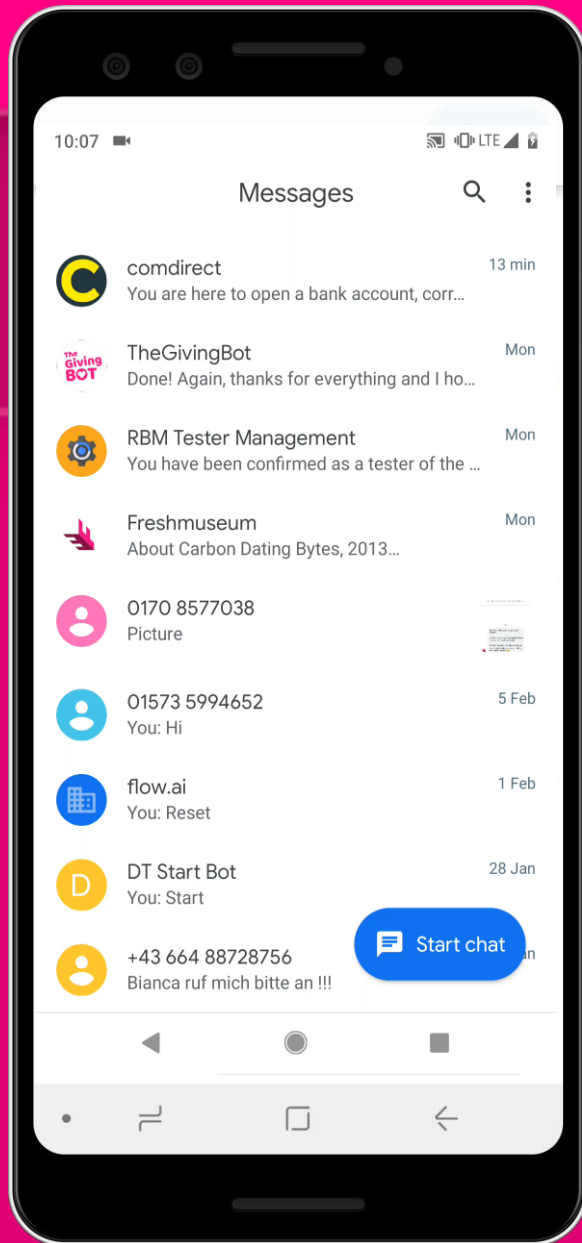 10:07
LTE
Messages
comdirect
13 min
You are here to open a bank account, corr...
The
Giving
BOT
TheGivingBot
Mon
Done! Again, thanks for everything and I ho...
RBM Tester Management
Mon
You have been confirmed as a tester of the ...
Freshmuseum
Mon
About Carbon Dating Bytes, 2013...
0170 8577038
Picture
01573 5994652
5 Feb
You: Hi
flow.ai
1 Feb
You: Reset
D
DT Start Bot
28 Jan
You: Start
+43 664 88728756
Bianca ruf mich bitte an !!!
Start chat